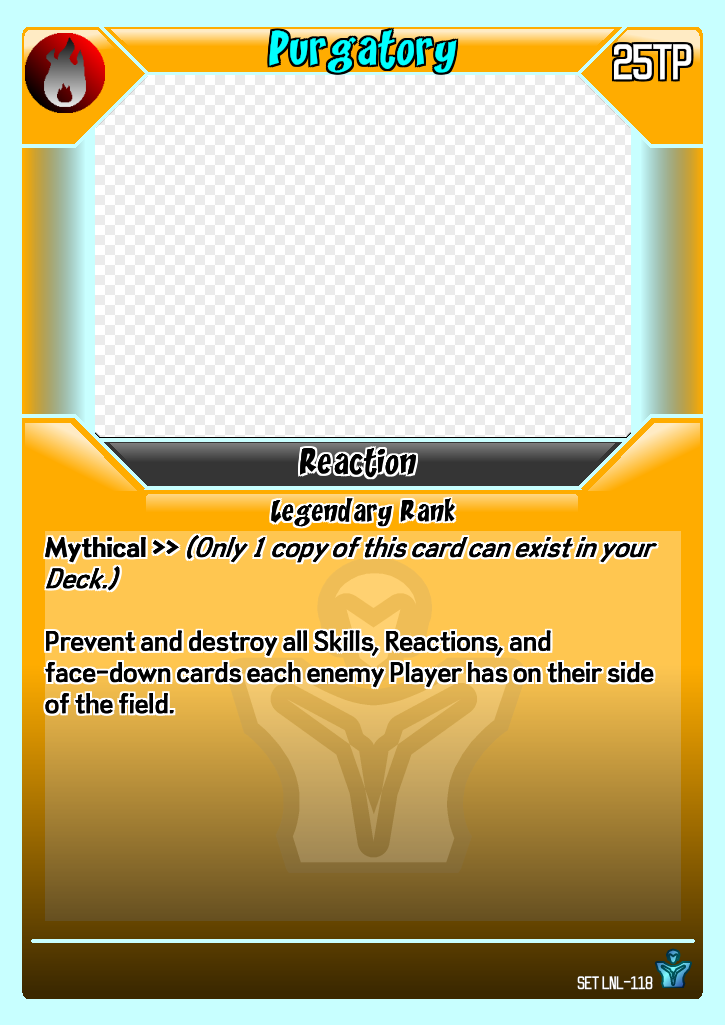 Purgatory
25TP
Reaction
Legendary Rank
Mythical >> (Only 1 copy of this card can exist in your
Deck.)
Prevent and destroy all Skills, Reactions, and
face-down cards each enemy Player has on their side
of the field.
SET LNL-118